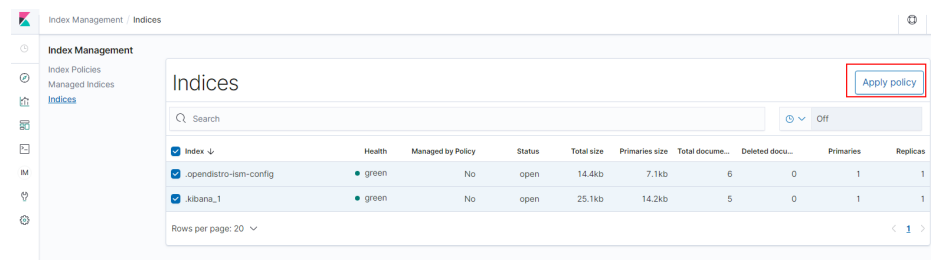 Index Management / Indices
Index Management
Index Policies
Managed Indices
Indices
Indices
Apply policy
Search
Off
Index Health Managed by Policy Status Total size Primaries size Total docume... Deleted docu... Primaries Replicas
.opendistro-ism-config green No open 14.4kb 7.1kb 6 0 1 1
.kibana_1 green No open 25.1kb 14.2kb 5 0 1 1
IM
Rows per page: 20
1